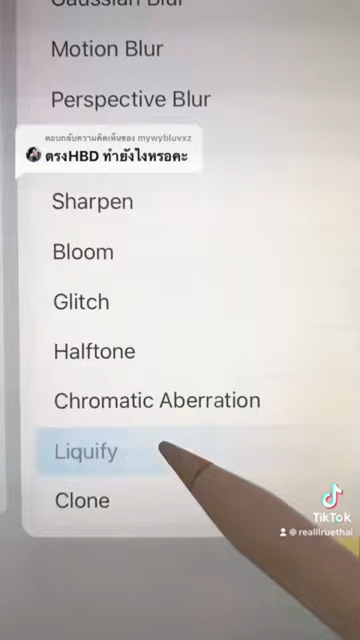 Gaussian Blur
Motion Blur
Perspective Blur
ตอบกลับความคิดเห็นของ mywybluvxz
ตรงHBD ทำยังไงหรอคะ
Sharpen
Bloom
Glitch
Halftone
Chromatic Aberration
Liquify
Clone
TikTok
@realllruethai